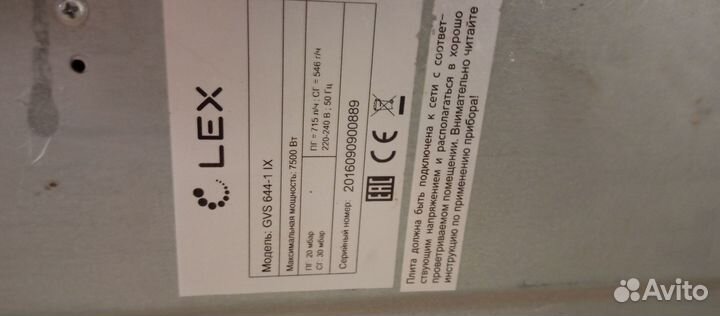 LEX
Модель: GVS 644-1 IX
Максимальная мощность: 7500 Вт
ПГ 20 мбар
СГ 30 мбар
ПГ = 715 л/ч ; СГ = 546 г/ч
220-240 В ; 50 Гц
Серийный номер: 2016090900889
EAC CE
Плита должна быть подключена к сети с соответ-
ствующим напряжением и располагаться в хорошо
проветриваемом помещении. Внимательно читайте
инструкцию по применению прибора!
Avito